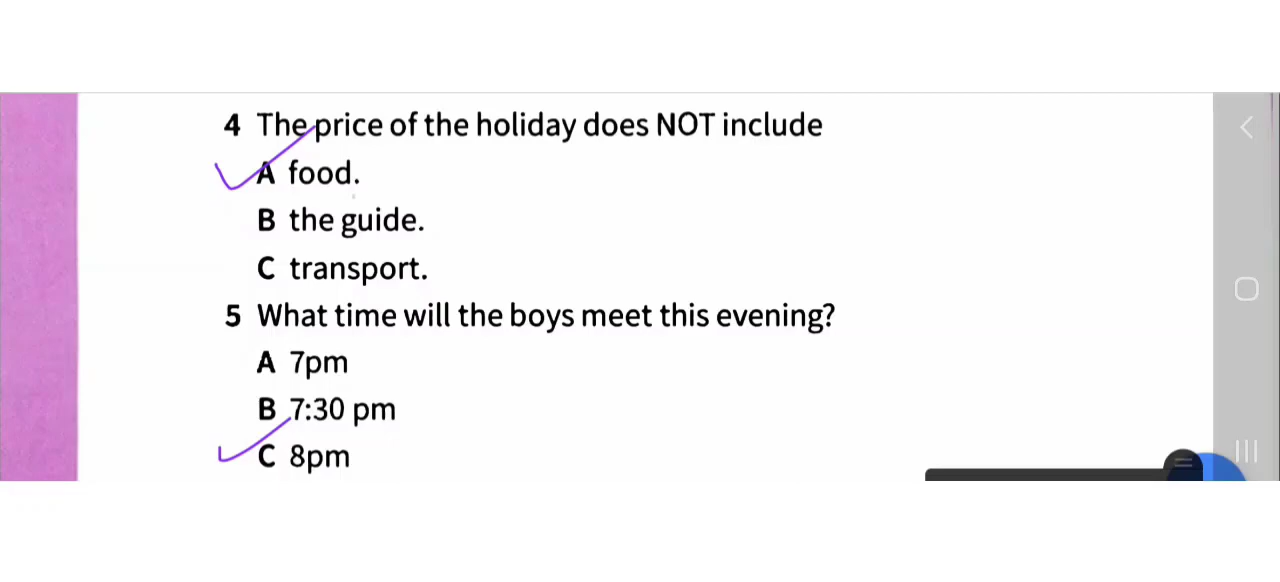 4 The price of the holiday does NOT include
A food.
B the guide.
C transport.
5 What time will the boys meet this evening?
A 7pm
B 7:30 pm
C 8pm